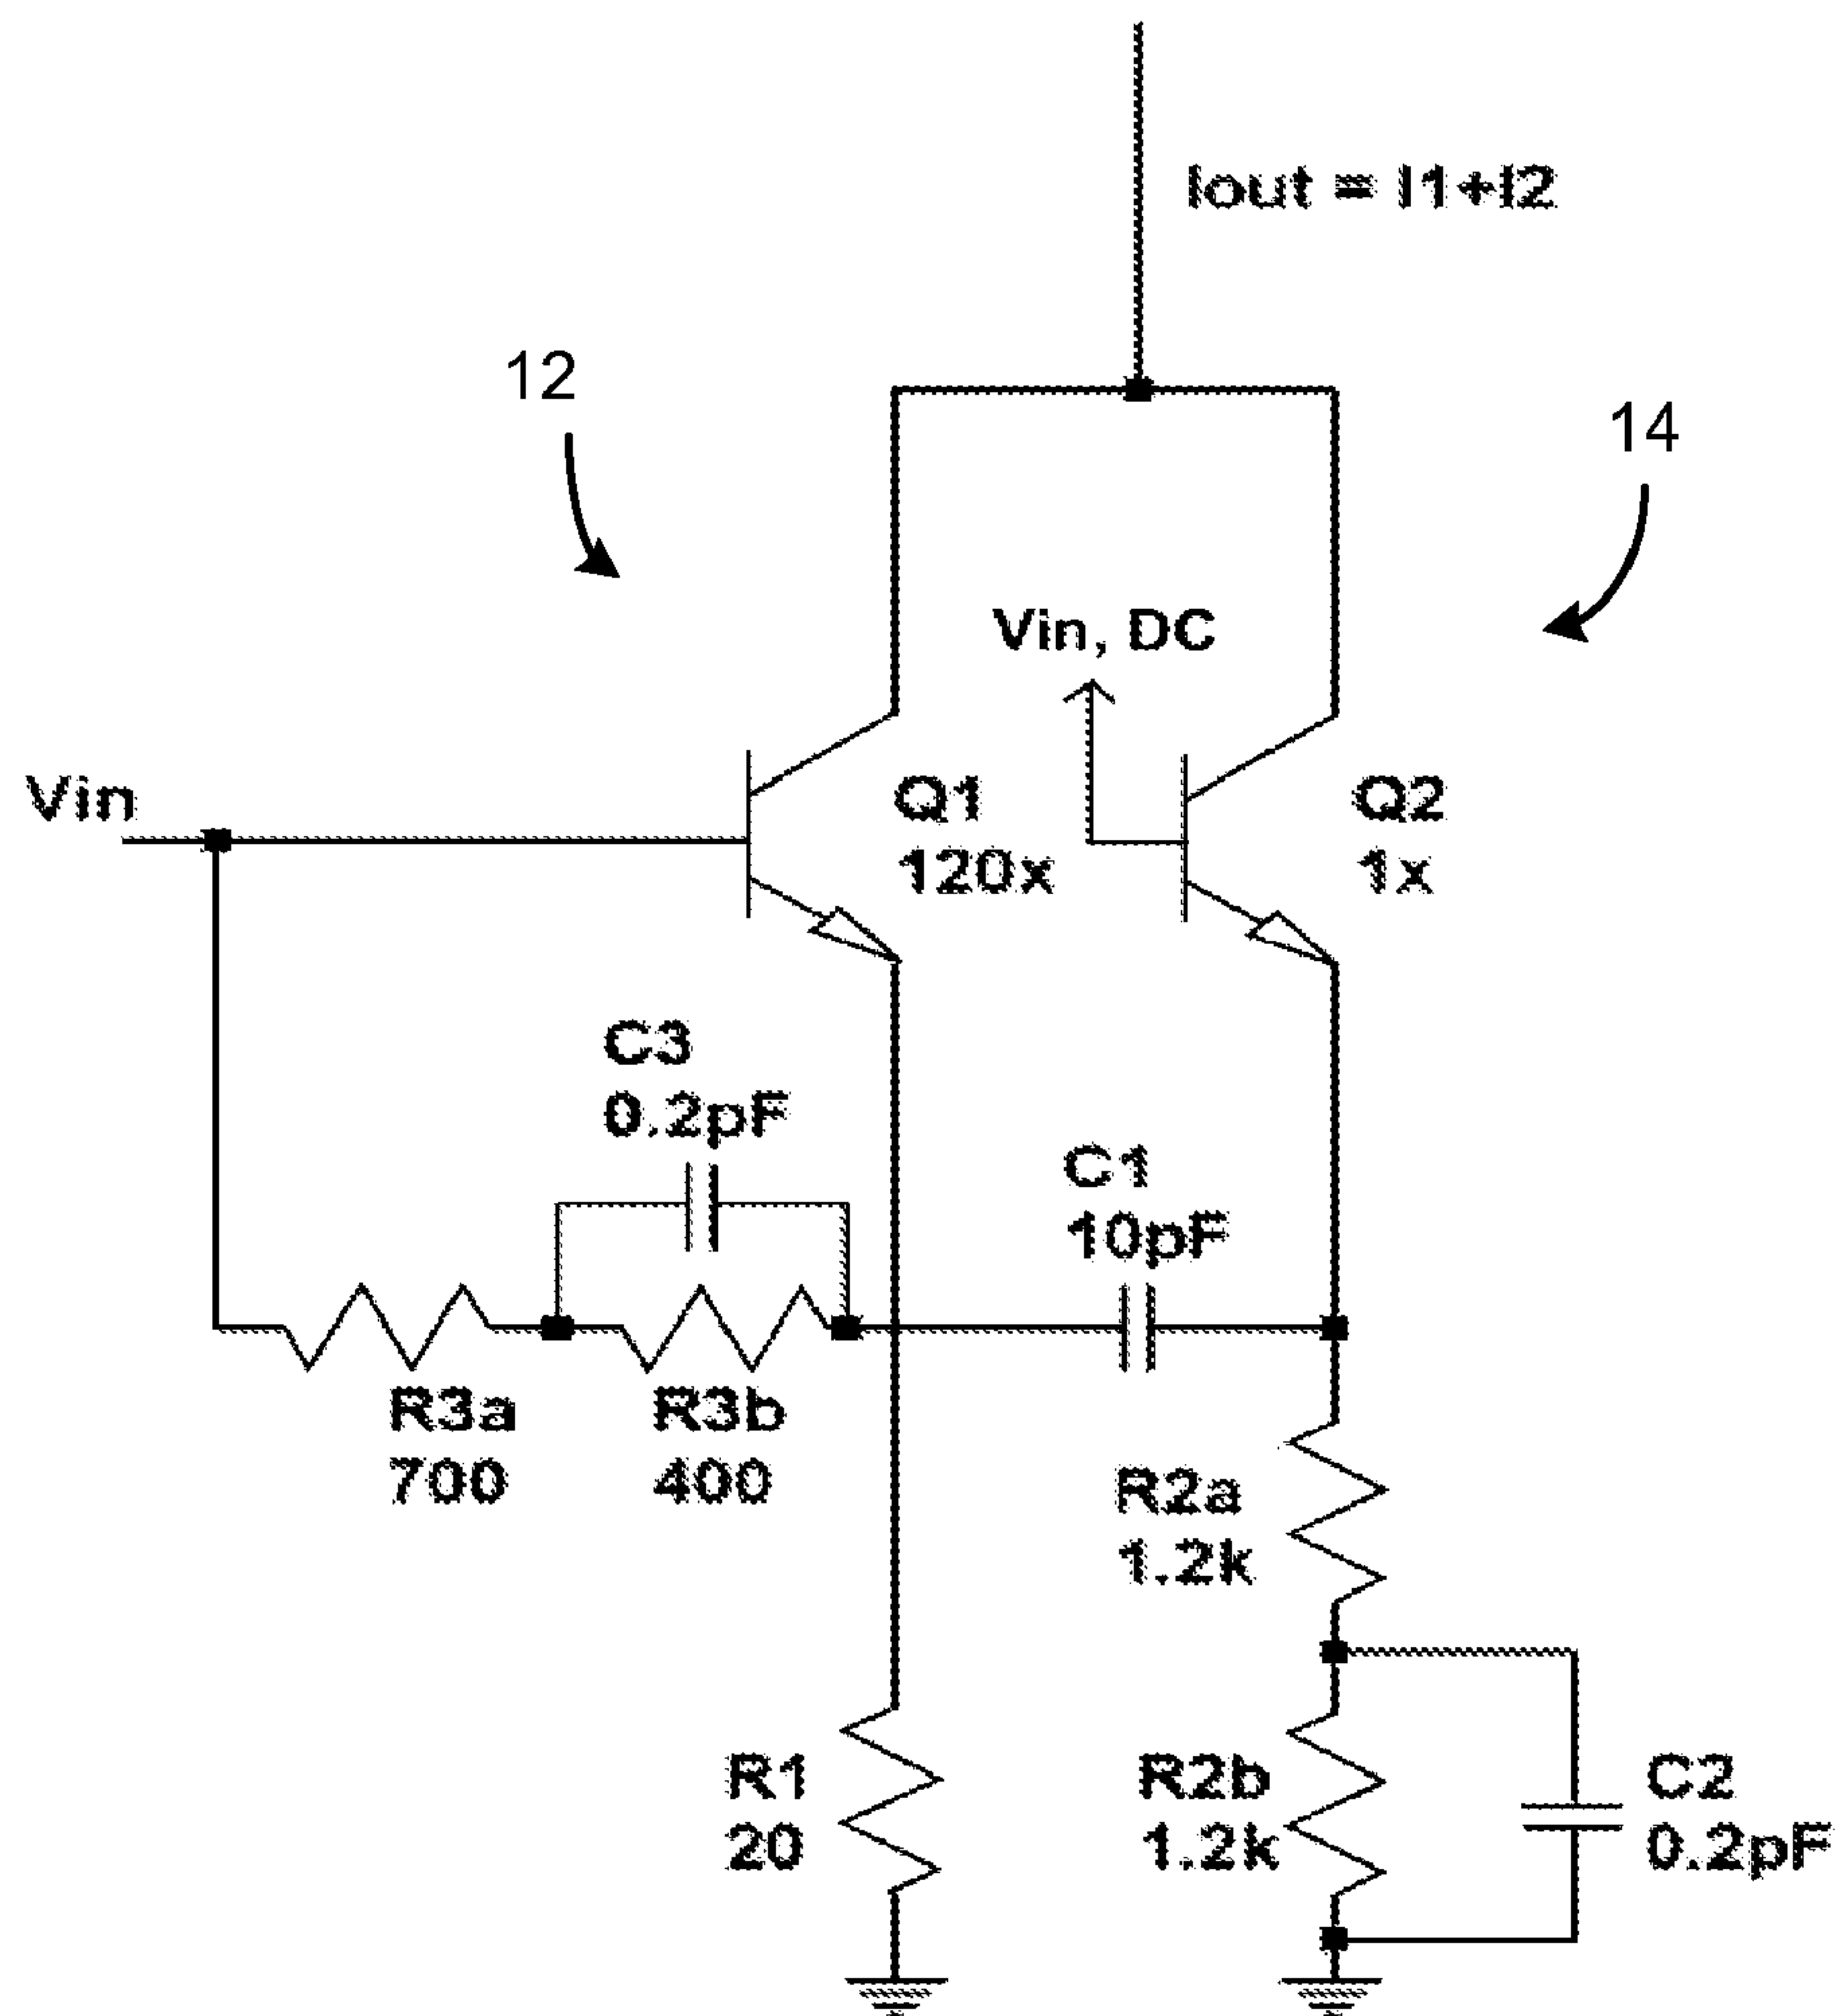 Iout = I1+I2
12
14
Vin, DC
Vin
Q1
120x
Q2
1x
C3
0.2pF
C1
10pF
R3a
700
R3b
400
R2a
1.2k
R1
20
R2b
1.2k
C2
0.2pF